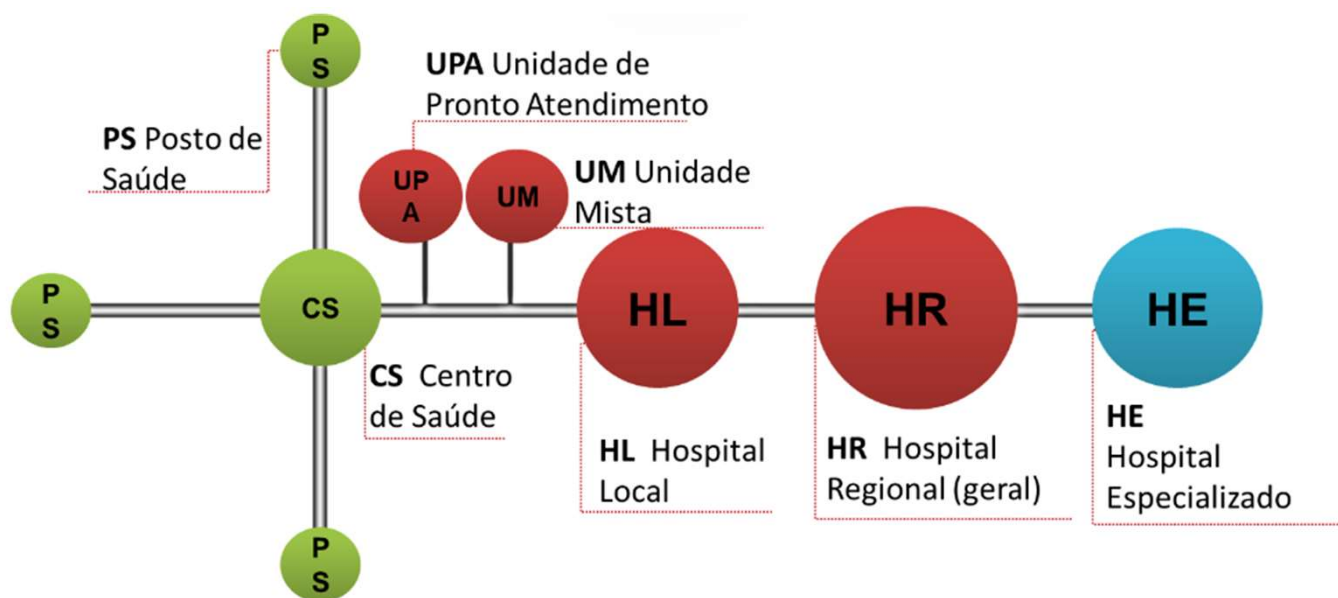 P
S
UPA Unidade de
Pronto Atendimento
PS Posto de
Saúde
UP
A
UM
UM Unidade
Mista
P
S
CS
HL
HR
HE
CS Centro
de Saúde
HL Hospital
Local
HR Hospital
Regional (geral)
HE
Hospital
Especializado
P
S